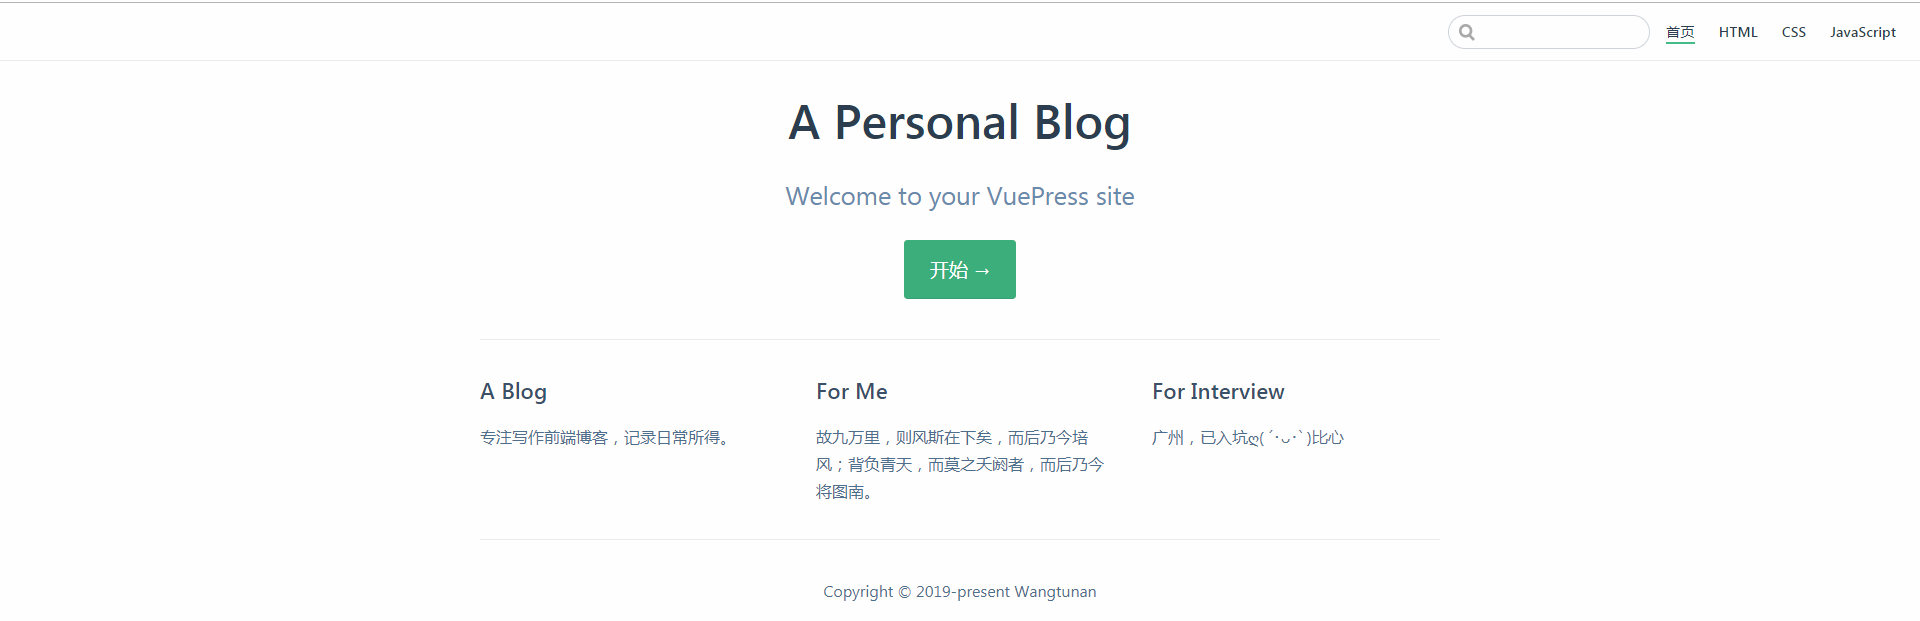 首页 HTML CSS JavaScript
A Personal Blog
Welcome to your VuePress site
开始 →
A Blog
专注写作前端博客，记录日常所得。
For Me
故九万里，则风斯在下矣，而后乃今培
风；背负青天，而莫之夭阏者，而后乃今
将图南。
For Interview
广州，已入坑ღ( ´･ᴗ･` )比心
Copyright © 2019-present Wangtunan